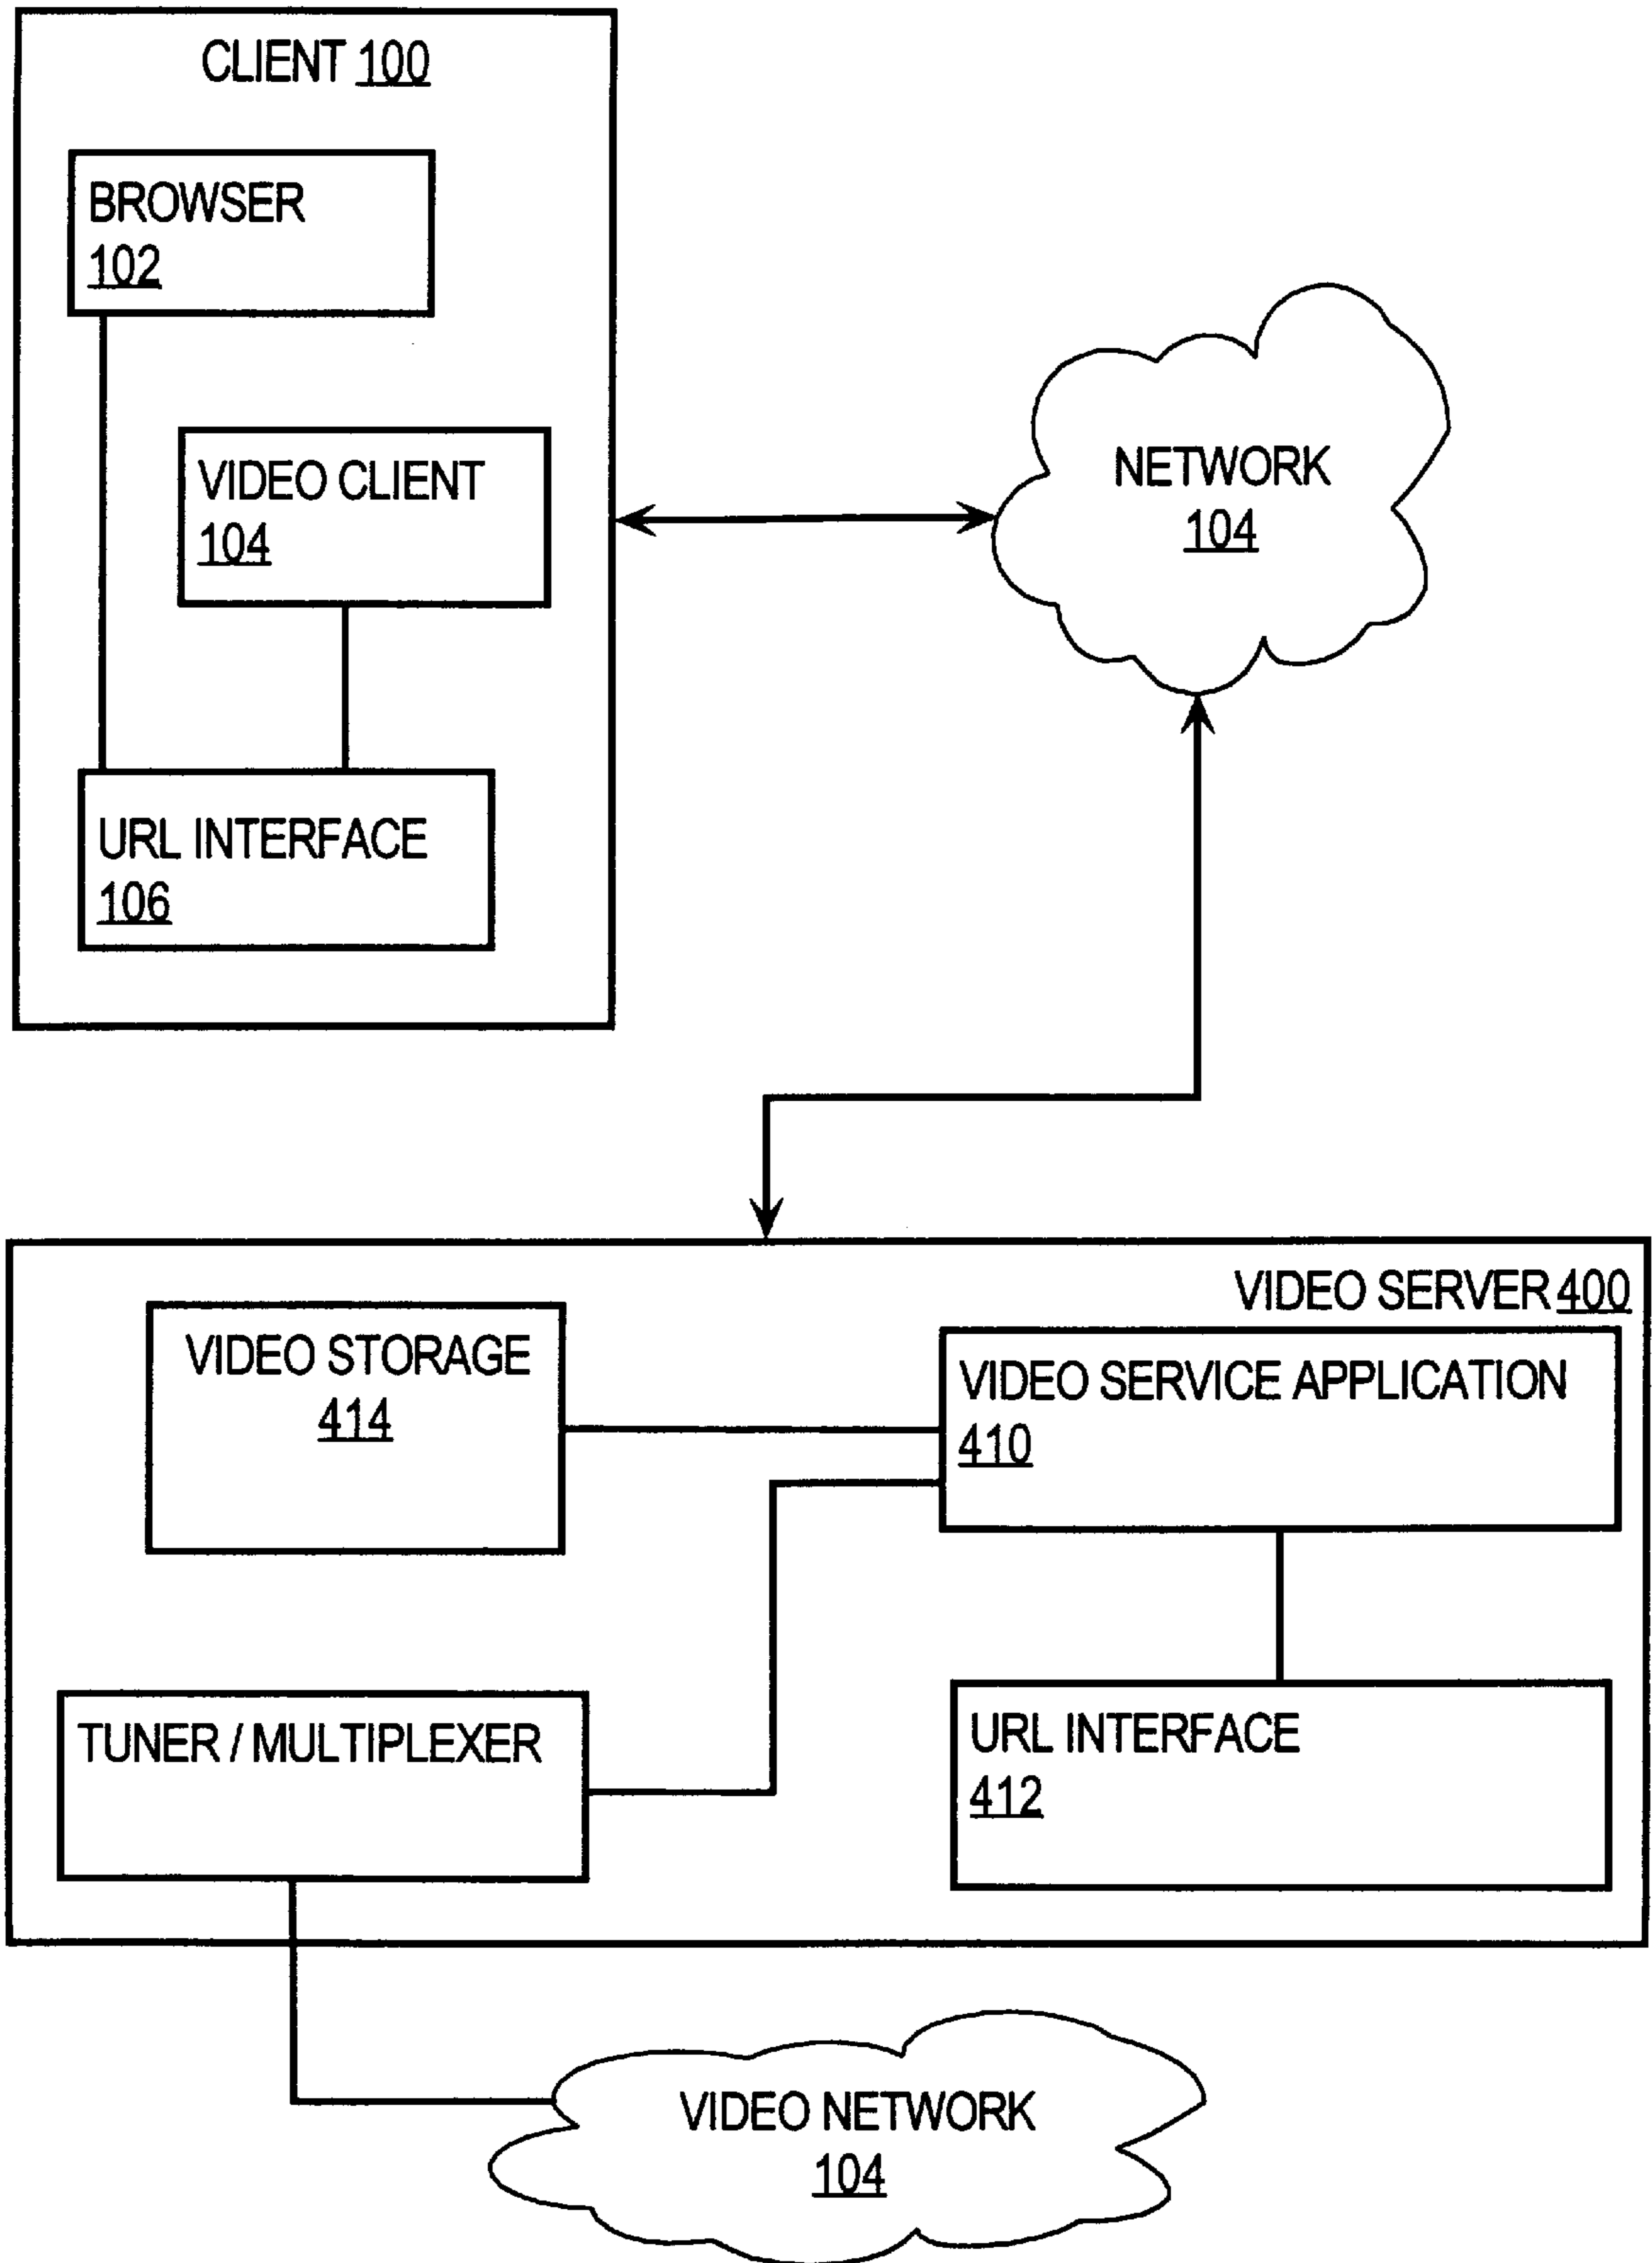 CLIENT 100
BROWSER
102
VIDEO CLIENT
104
URL INTERFACE
106
NETWORK
104
VIDEO SERVER 400
VIDEO STORAGE
414
VIDEO SERVICE APPLICATION
410
TUNER / MULTIPLEXER
URL INTERFACE
412
VIDEO NETWORK
104